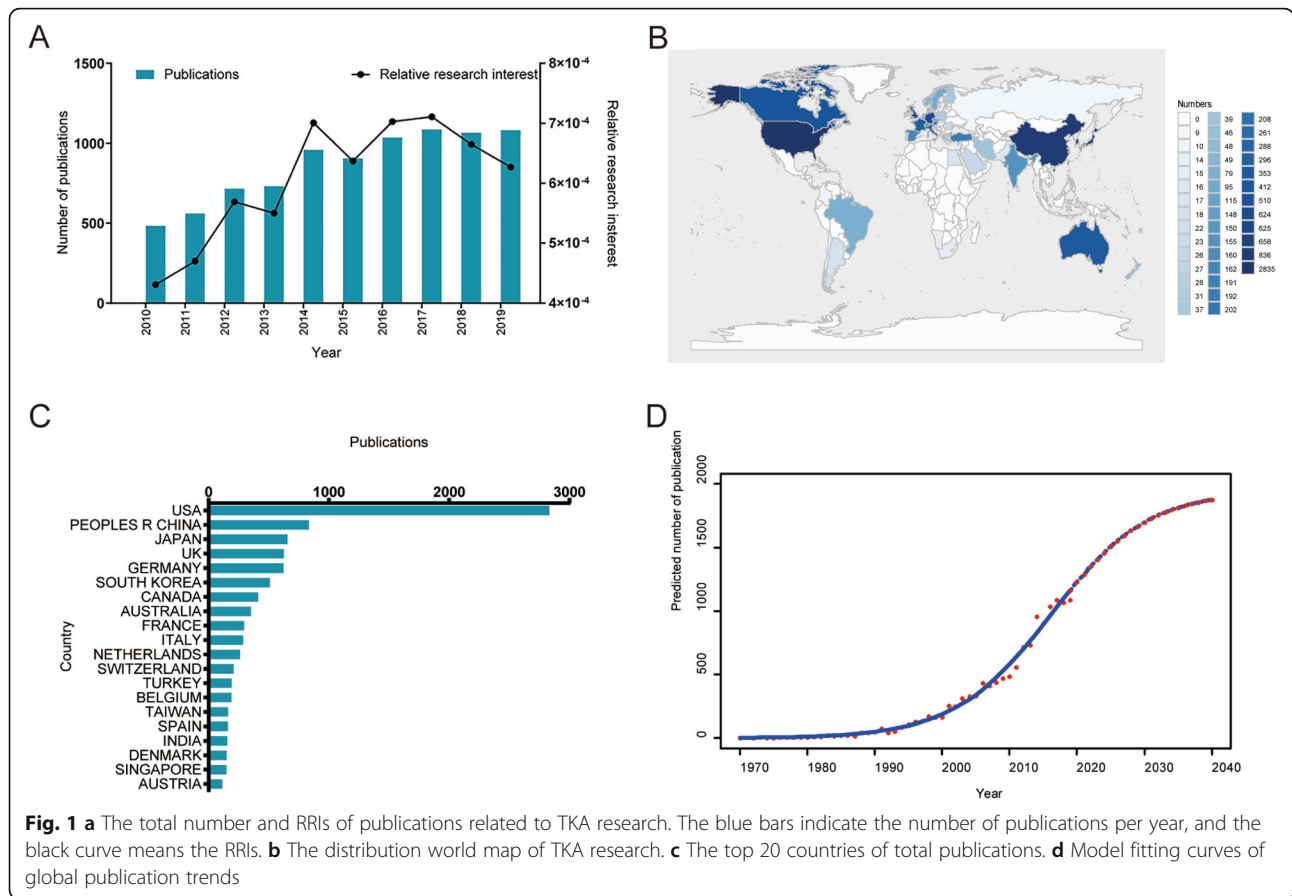 A
1500
1000
500
0
Number of publications
Publications
Relative research interest
8×10-4
7×10-4
6×10-4
5×10-4
4×10-4
Relative research inserest
2010
2011
2012
2013
2014
2015
2016
2017
2018
2019
Year
B
Numbers
0
9
10
14
15
16
17
18
22
23
26
27
28
31
37
39
46
48
49
79
95
115
148
150
155
160
162
191
192
202
208
261
288
296
353
412
510
624
625
658
836
2835
C
Publications
0 1000 2000 3000
Country
USA
PEOPLES R CHINA
JAPAN
UK
GERMANY
SOUTH KOREA
CANADA
AUSTRALIA
FRANCE
ITALY
NETHERLANDS
SWITZERLAND
TURKEY
BELGIUM
TAIWAN
SPAIN
INDIA
DENMARK
SINGAPORE
AUSTRIA
D
Predicted number of publication
2000
1500
1000
500
0
1970 1980 1990 2000 2010 2020 2030 2040
Year
Fig. 1 a The total number and RRIs of publications related to TKA research. The blue bars indicate the number of publications per year, and the
black curve means the RRIs. b The distribution world map of TKA research. c The top 20 countries of total publications. d Model fitting curves of
global publication trends